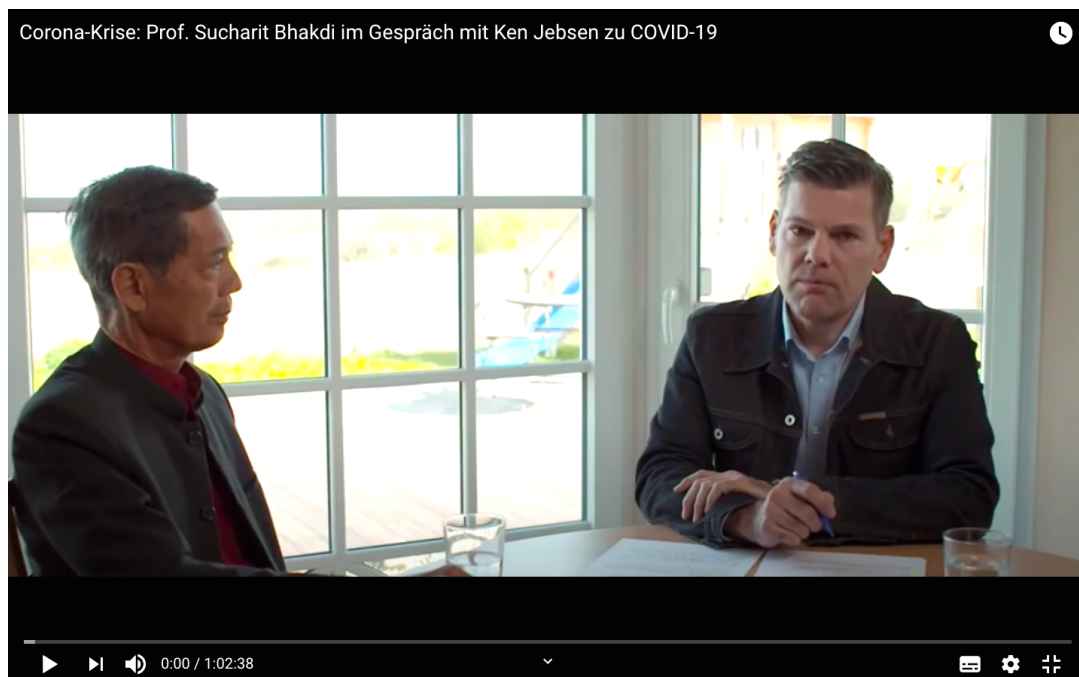 Corona-Krise: Prof. Sucharit Bhakdi im Gespräch mit Ken Jebsen zu COVID-19
0:00 / 1:02:38